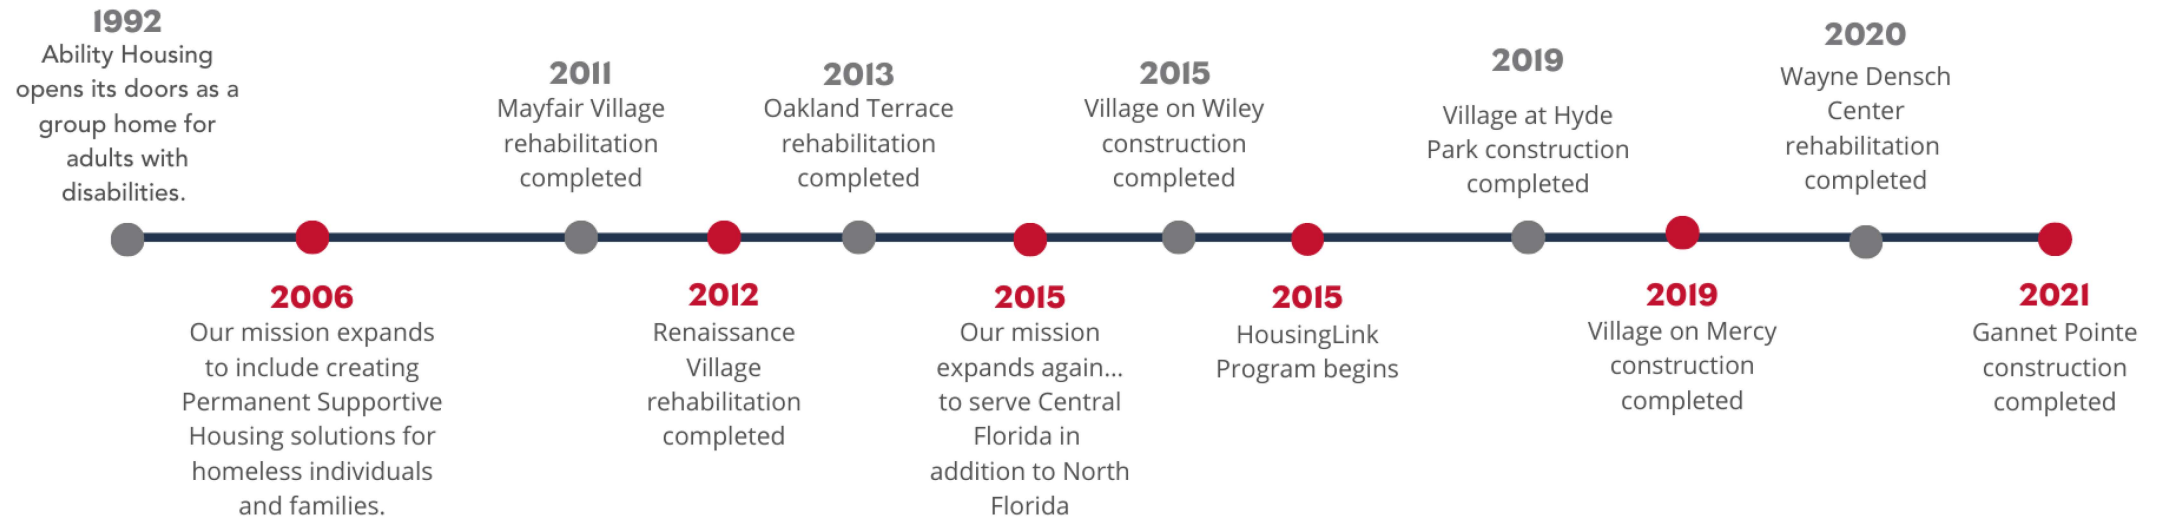 1992
Ability Housing
opens its doors as a
group home for
adults with
disabilities.
2006
Our mission expands
to include creating
Permanent Supportive
Housing solutions for
homeless individuals
and families.
2011
Mayfair Village
rehabilitation
completed
2012
Renaissance
Village
rehabilitation
completed
2013
Oakland Terrace
rehabilitation
completed
2015
Our mission
expands again...
to serve Central
Florida in
addition to North
Florida
2015
Village on Wiley
construction
completed
2015
HousingLink
Program begins
2019
Village at Hyde
Park construction
completed
2019
Village on Mercy
construction
completed
2020
Wayne Densch
Center
rehabilitation
completed
2021
Gannet Pointe
construction
completed